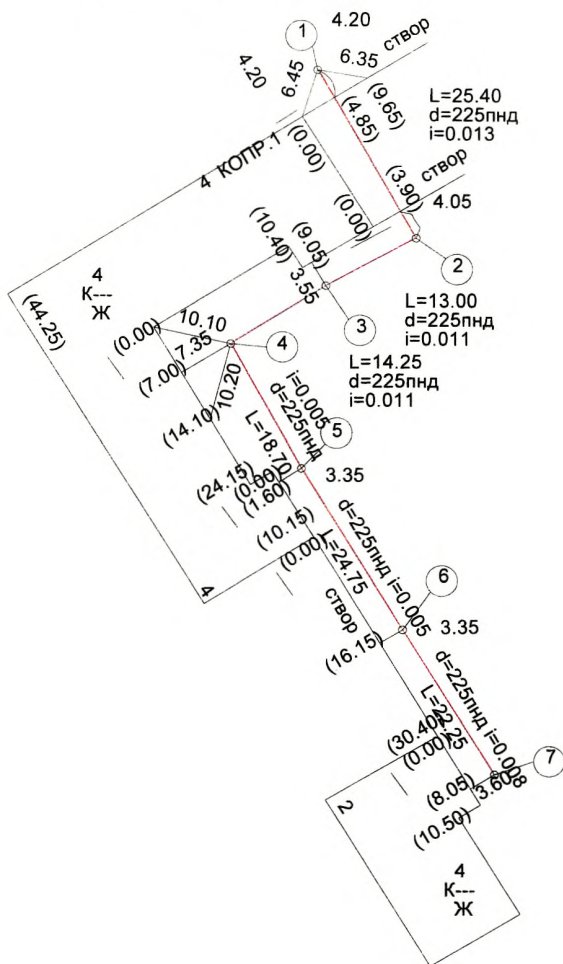 4.20
1
створ
6.35
4.20
6.45
(9.65)
(4.85)
L=25.40
d=225пнд
i=0.013
(0.00)
4 КОПР.1
створ
(3.90)
4.05
(0.00)
(10.40)
(9.05)
2
3.55
4
К---
Ж
(44.25)
3
L=13.00
d=225пнд
i=0.011
(0.00)
10.10
4
7.35
(7.00)
L=14.25
d=225пнд
i=0.011
10.20
(14.10)
i=0.005
d=225пнд
L=18.70
5
(24.15)
(0.00)
(1.60)
3.35
(10.15)
(0.00)
d=225пнд i=0.005
L=24.75
4
6
створ
3.35
(16.15)
d=225пнд i=0.008
L=22.25
(30.40)
(0.00)
7
(8.05)
3.60
2
(10.50)
4
К---
Ж